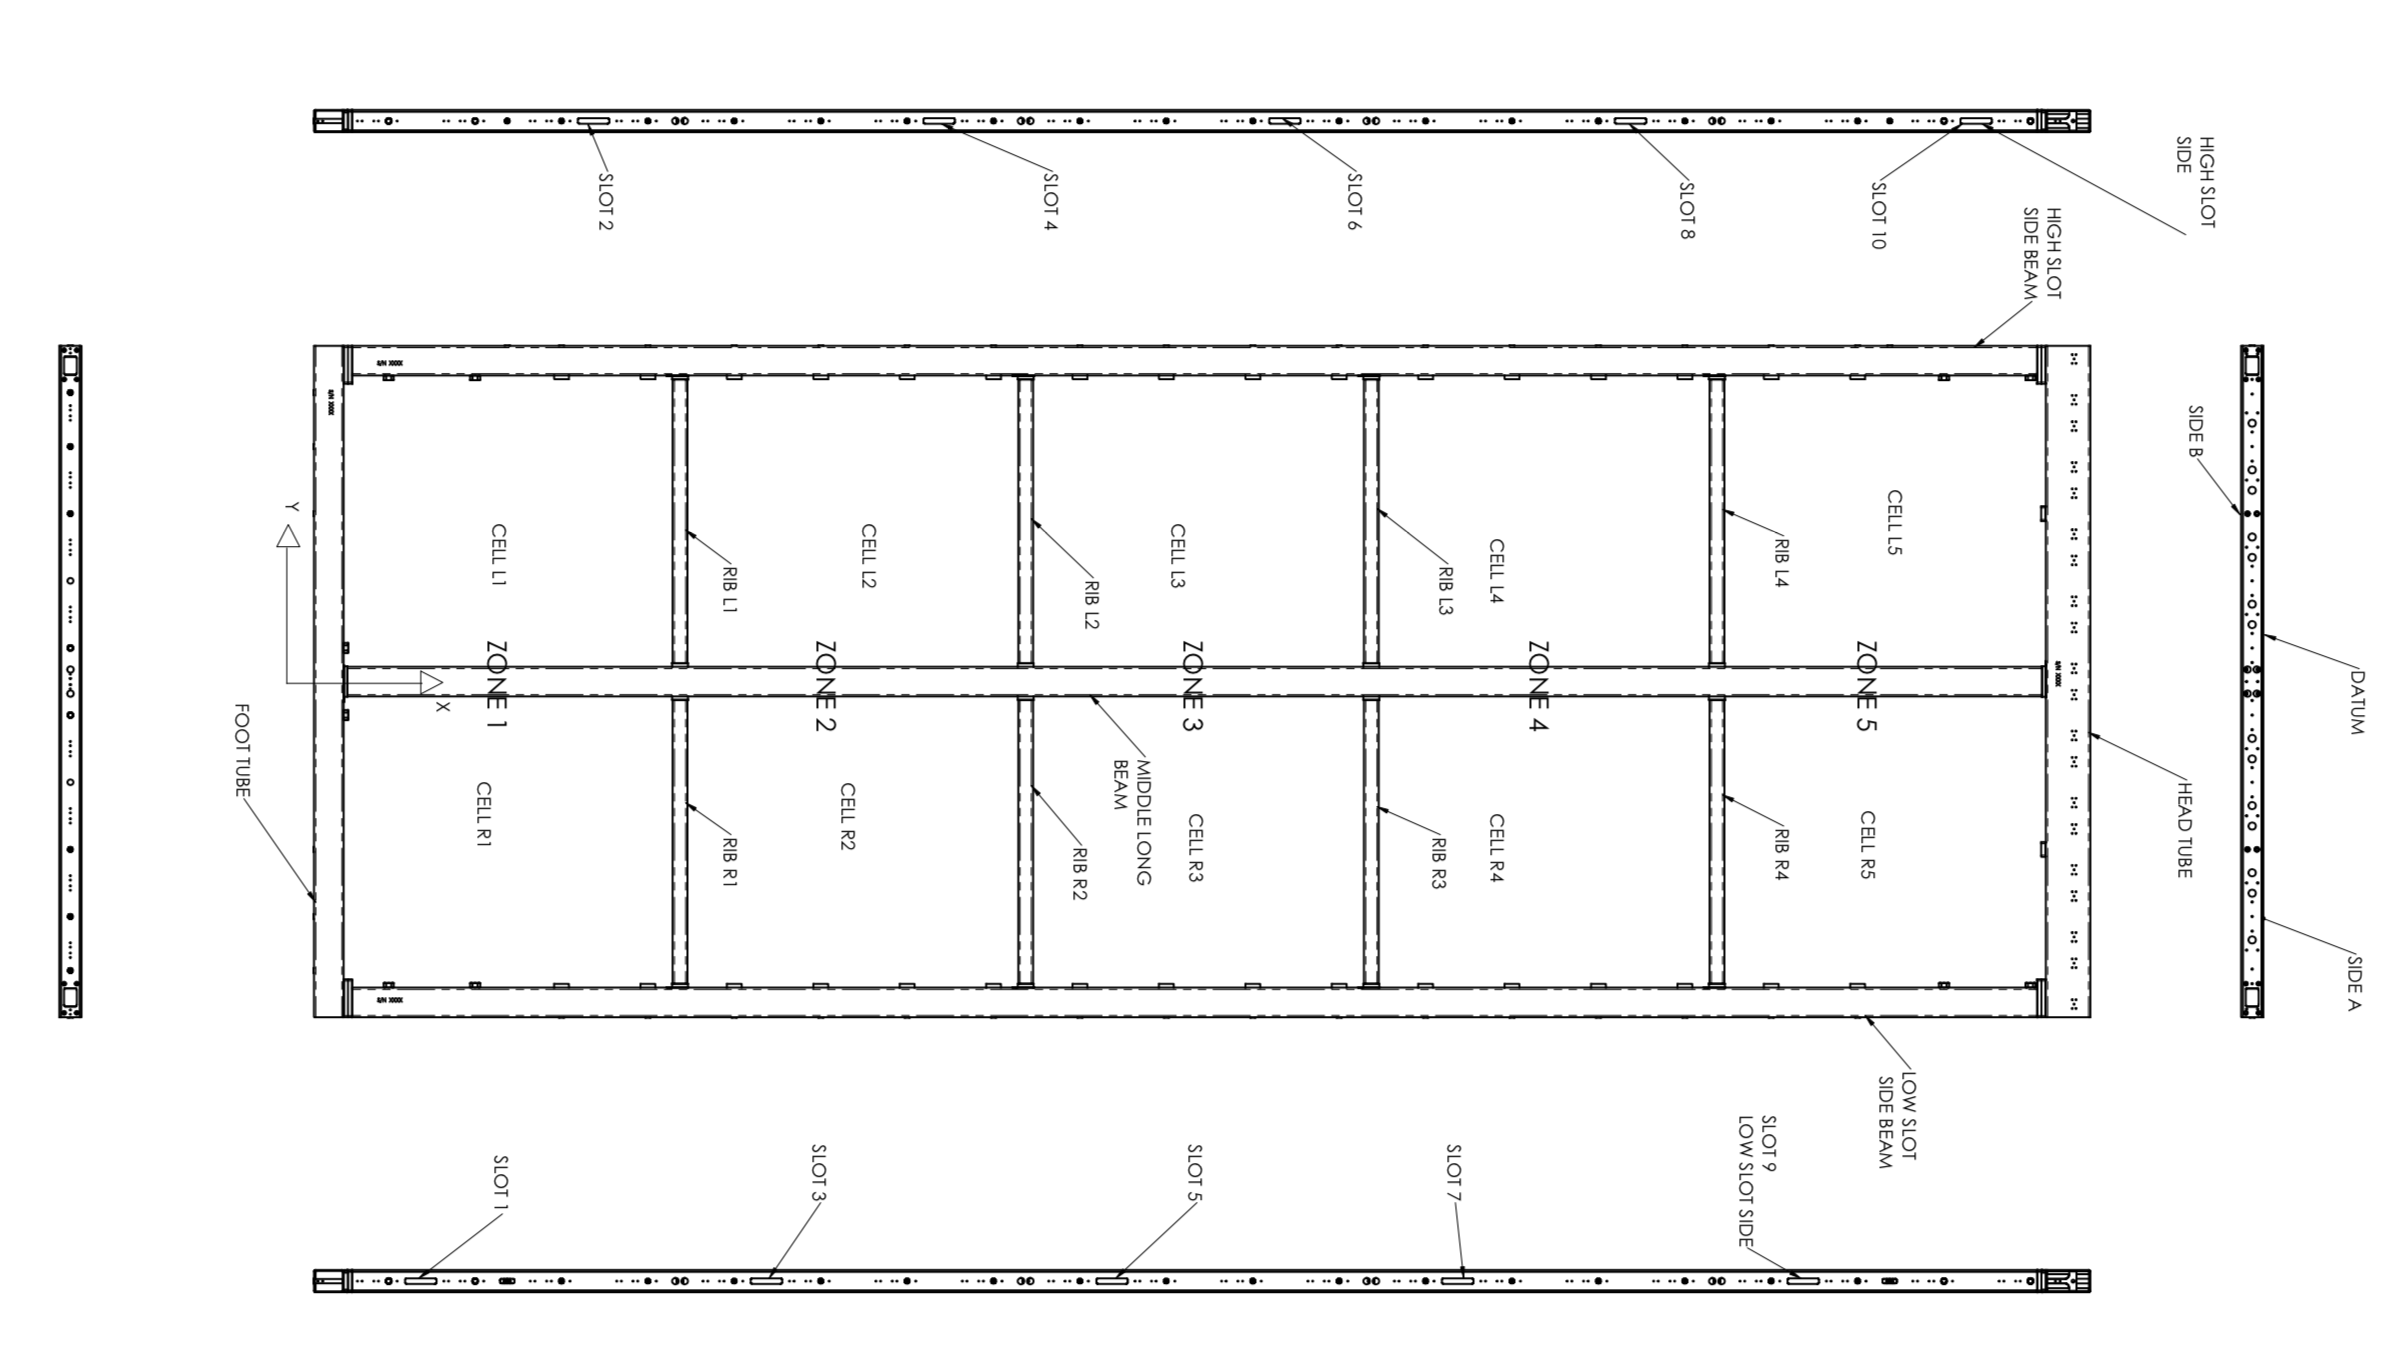 HIGH SLOT
SIDE
SLOT 2
SLOT 4
SLOT 6
SLOT 8
SLOT 10
HIGH SLOT
SIDE BEAM
S/N XXXX
S/N XXXX
SIDE B
CELL L1
CELL L2
CELL L3
CELL L4
CELL L5
Y
RIB L1
RIB L2
RIB L3
RIB L4
ZONE 1
ZONE 2
ZONE 3
ZONE 4
ZONE 5
S/N XXXX
DATUM
X
FOOT TUBE
MIDDLE LONG
BEAM
HEAD TUBE
CELL R1
CELL R2
CELL R3
CELL R4
CELL R5
RIB R1
RIB R2
RIB R3
RIB R4
SIDE A
S/N XXXX
LOW SLOT
SIDE BEAM
SLOT 1
SLOT 3
SLOT 5
SLOT 7
SLOT 9
LOW SLOT SIDE